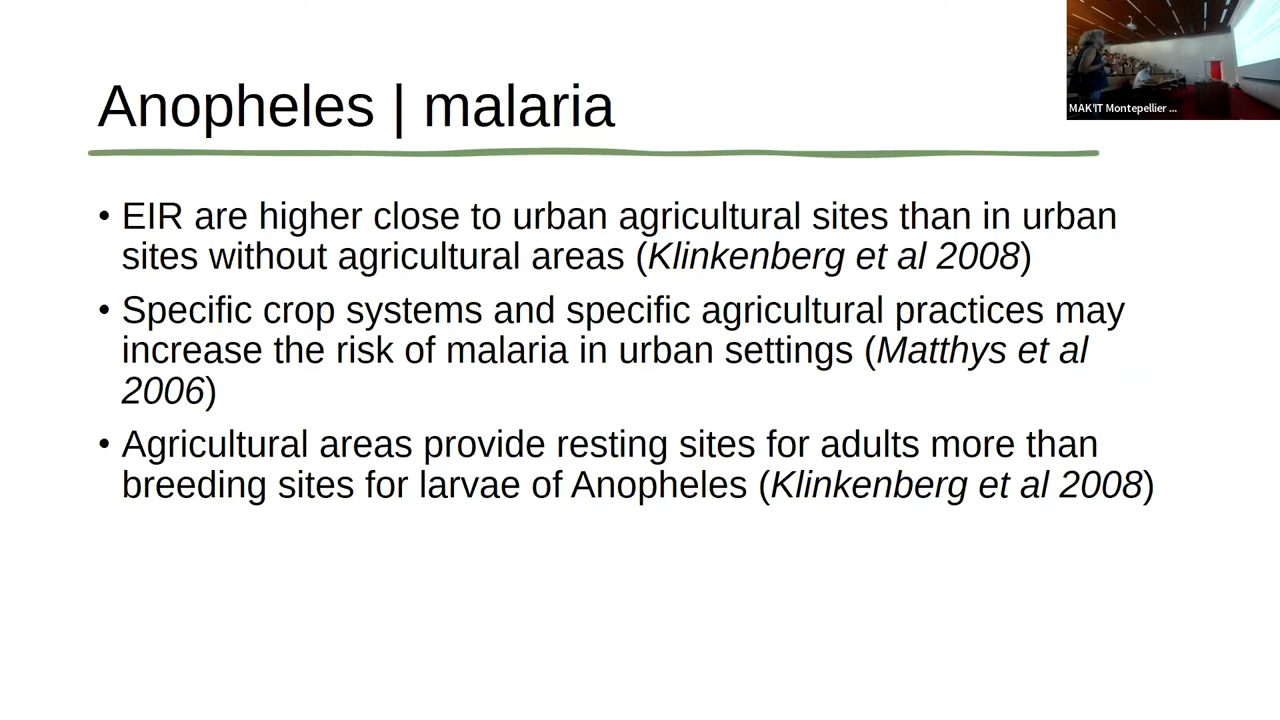 Anopheles | malaria
MAK'IT Montepellier ...
• EIR are higher close to urban agricultural sites than in urban
sites without agricultural areas (Klinkenberg et al 2008)
• Specific crop systems and specific agricultural practices may
increase the risk of malaria in urban settings (Matthys et al
2006)
• Agricultural areas provide resting sites for adults more than
breeding sites for larvae of Anopheles (Klinkenberg et al 2008)